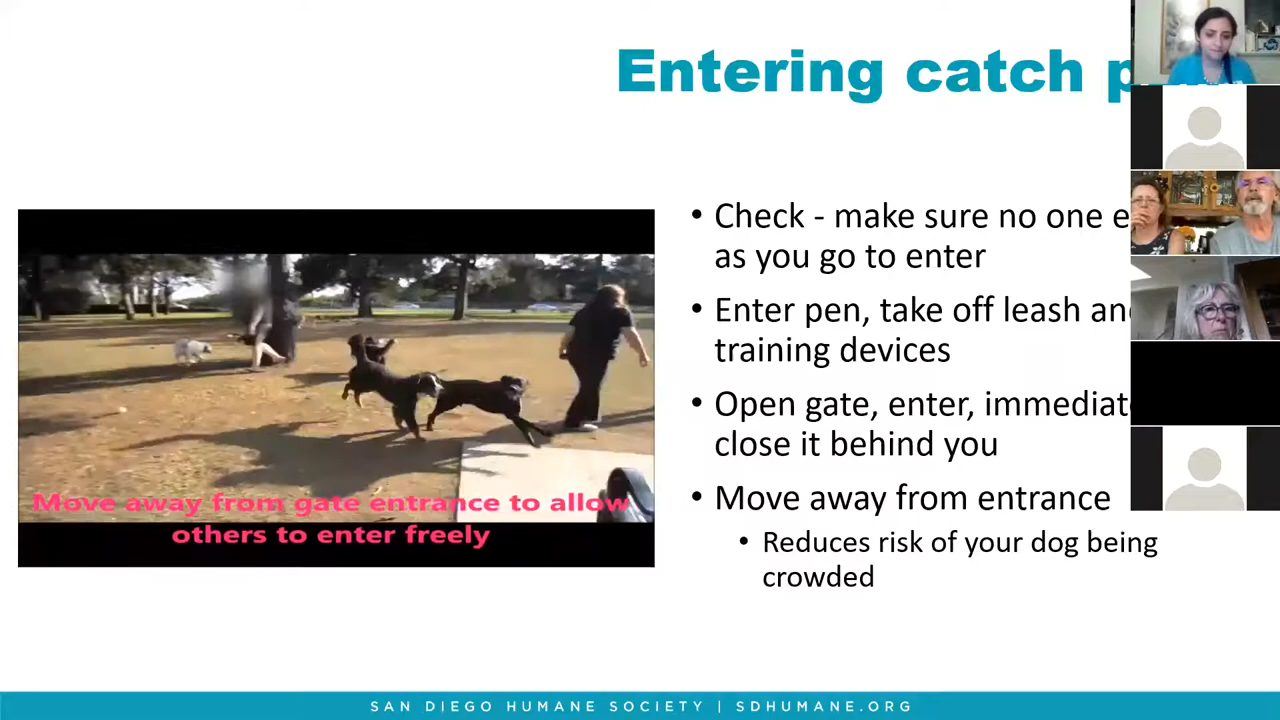 Entering catch
• Check - make sure no one
as you go to enter
• Enter pen, take off leash
training devices
• Open gate, enter,
close it behind you
• Move away from entrance
• Reduces risk of your dog being
crowded
Move away from gate entrance to allow
others to enter freely
SAN DIEGO HUMANE SOCIETY | SDHUMANE.ORG